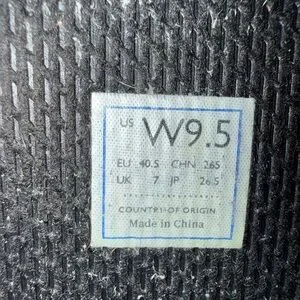 US W9.5
EU 40.5 CHN 265
UK 7 JP 26.5
COUNTRY OF ORIGIN
Made in China